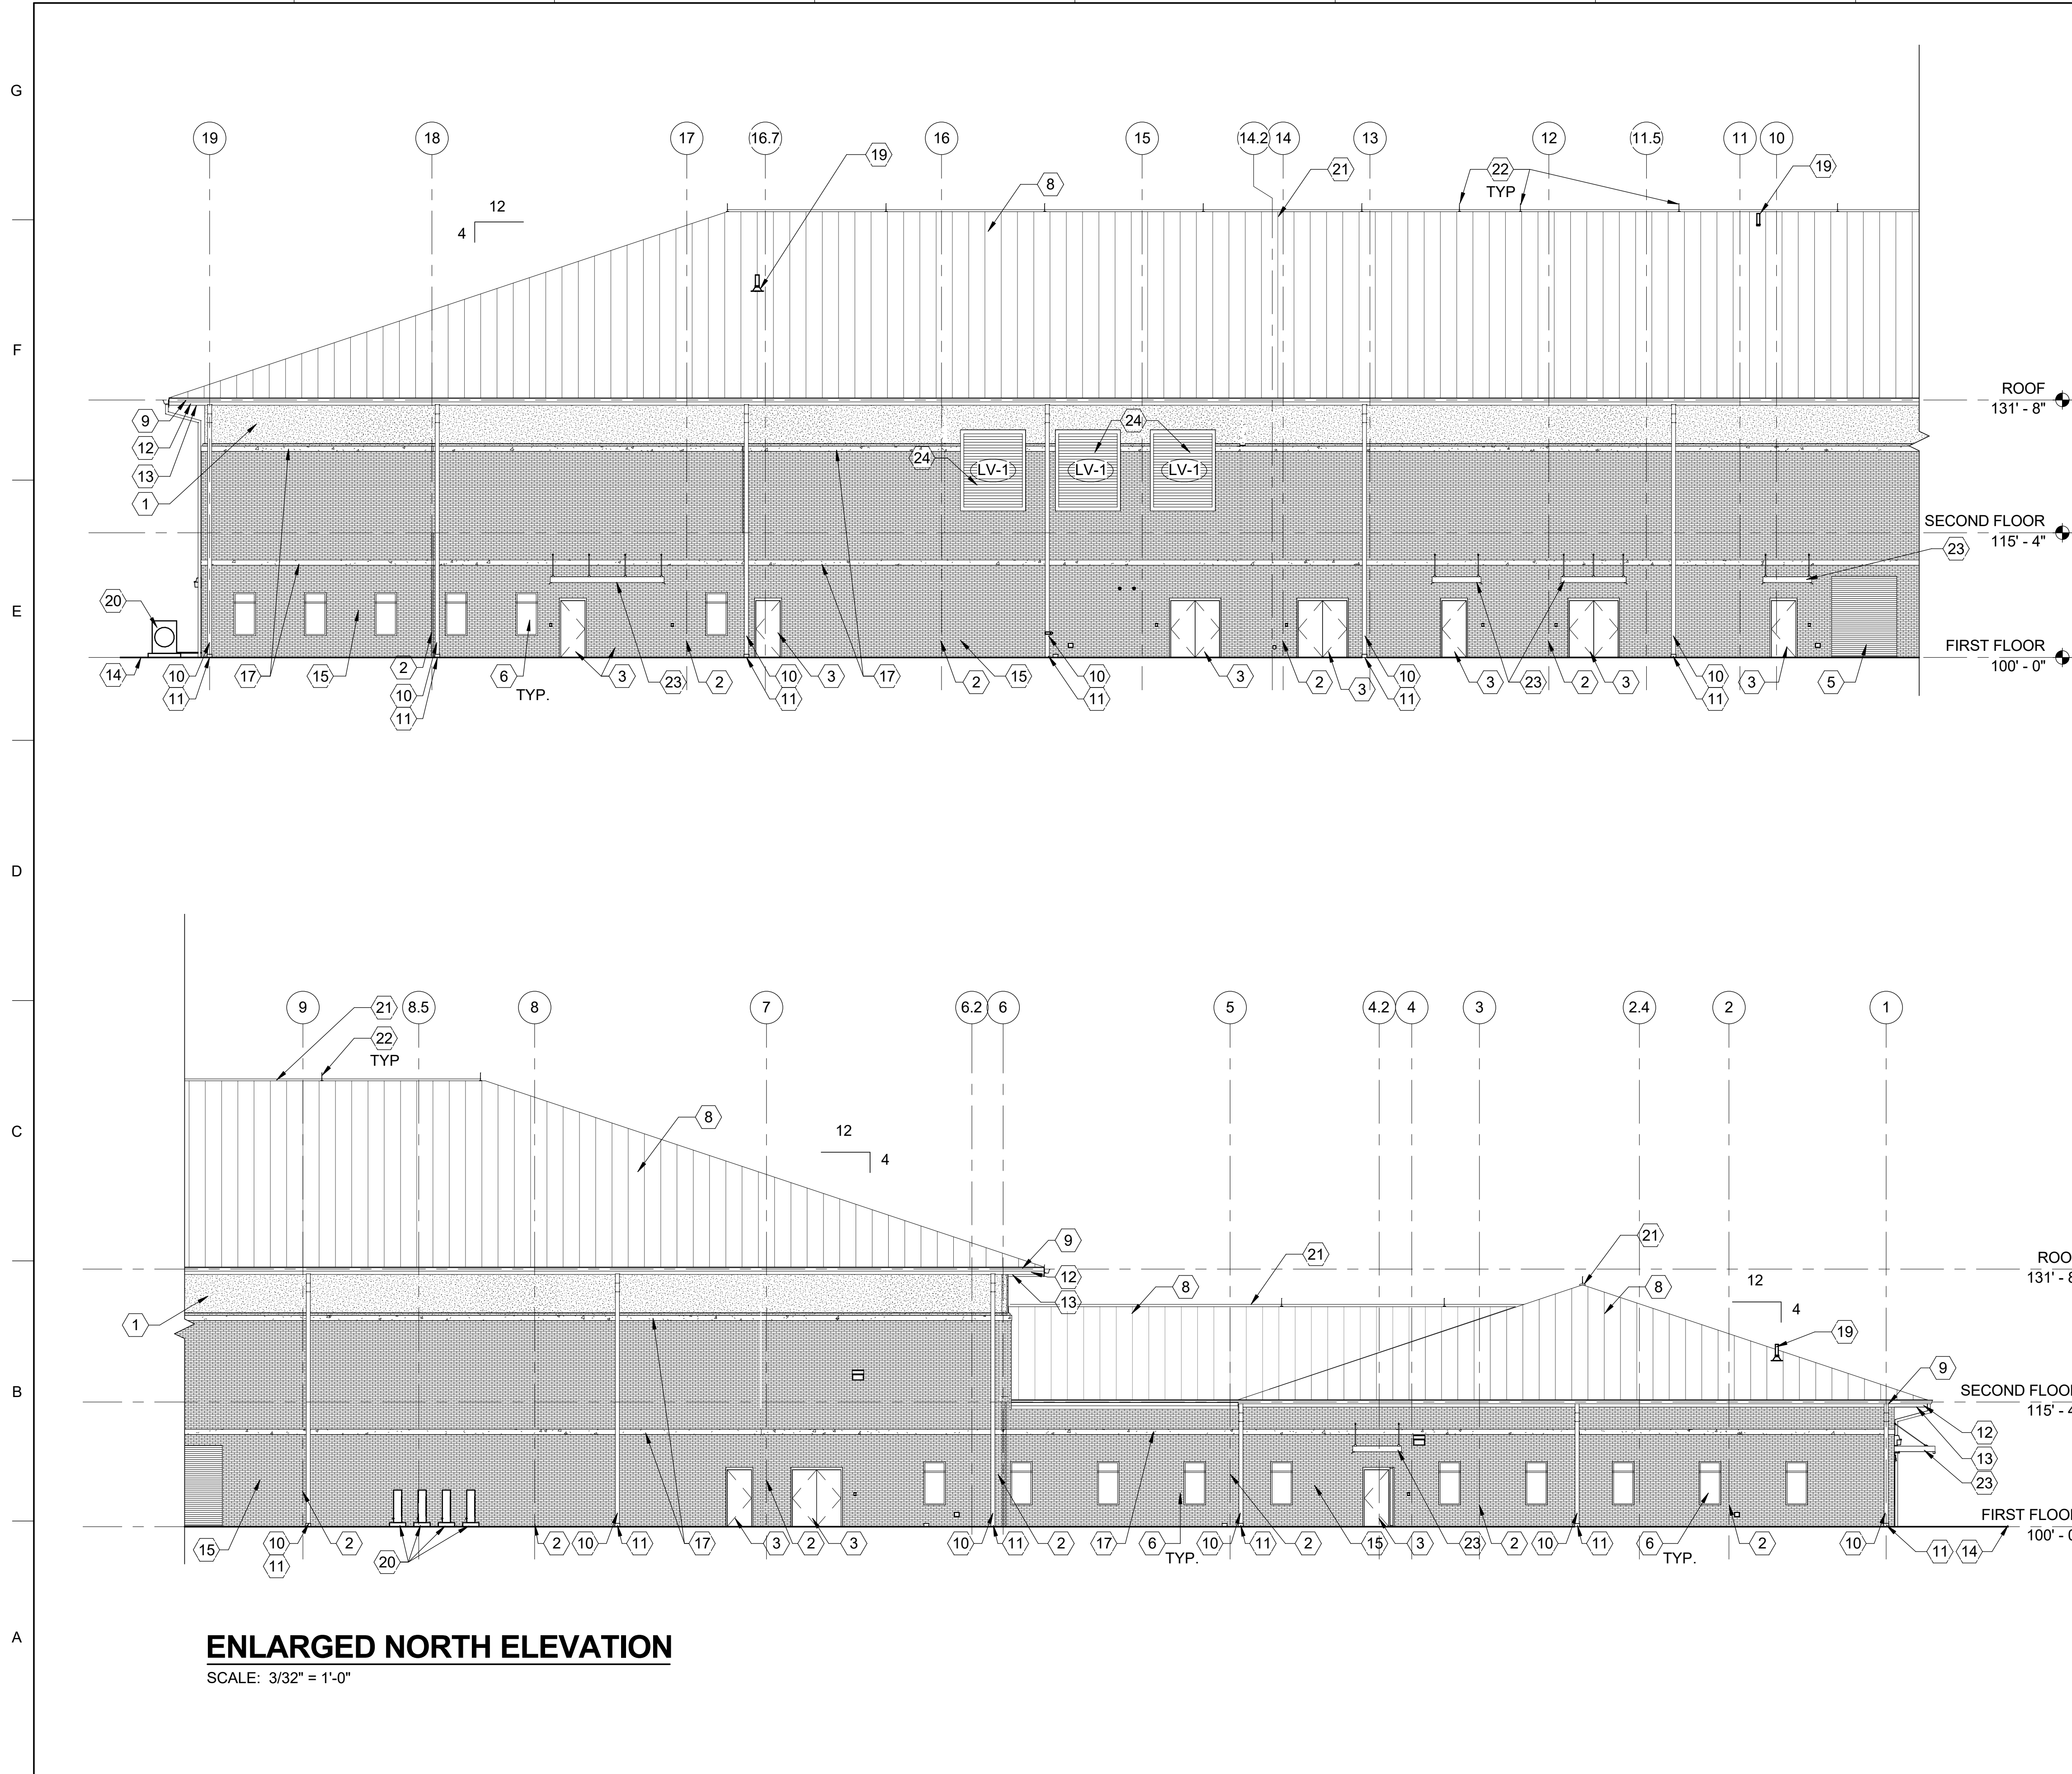 G
19 18 17 16.7 16 15 14.2 14 13 12 11.5 11 10
19 8 21 22 19
TYP
12
4
F
ROOF
131' - 8"
9
12
13
1
24
24
LV-1 LV-1 LV-1
SECOND FLOOR
115' - 4"
23
E
20
FIRST FLOOR
100' - 0"
14 10 17 15 2 6 3 23 2 10 3 17 2 15 10 3 2 3 10 3 23 2 3 10 3 5
11 10 TYP. 11 11 11 11
11
D
9 8.5 8 7 6.2 6 5 4.2 4 3 2.4 2 1
21
22
TYP
C
8
12
4
21
9
21
ROO
12
131' - 8
12
8
8
13
4
1
19
9
B
SECOND FLOO
115' - 4
12
13
23
FIRST FLOO
100' - 0
15 10 2 20 2 10 11 17 3 2 3 10 11 2 17 6 10 11 2 15 3 23 2 10 11 6 2 10 11 14
11 TYP. TYP.
A
ENLARGED NORTH ELEVATION
SCALE: 3/32" = 1'-0"